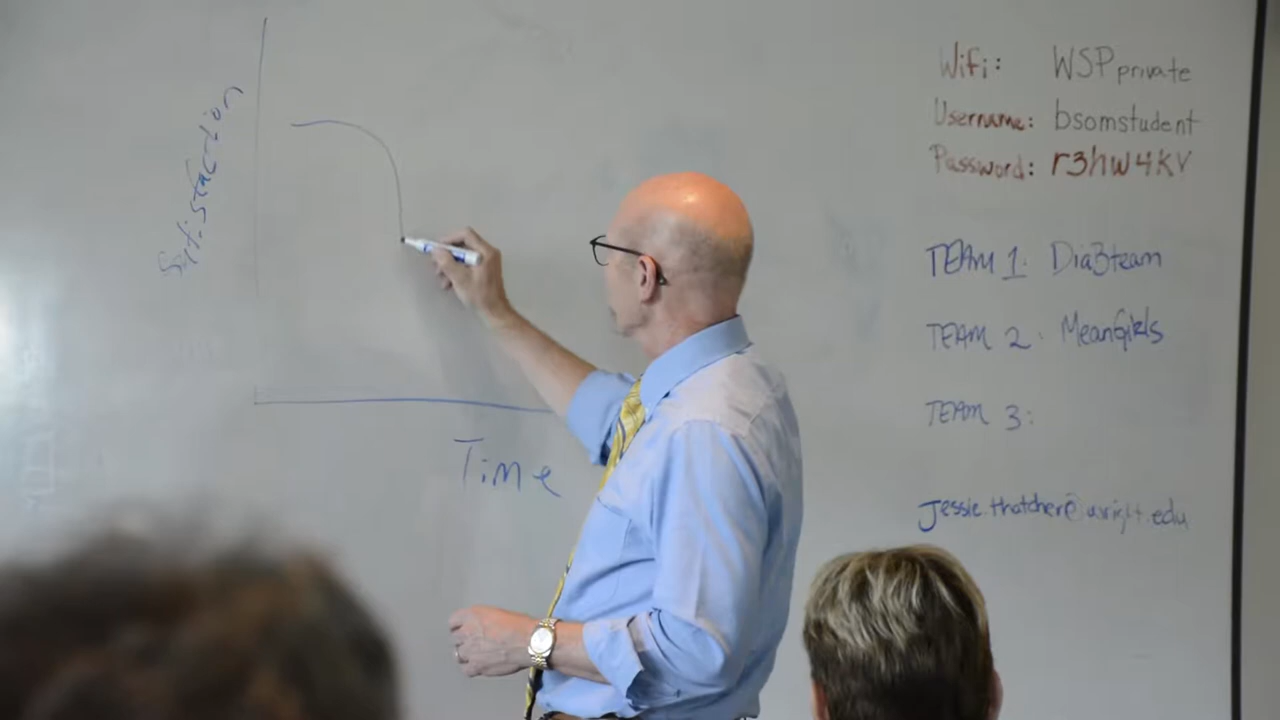 Satisfaction
Time
Wifi: WSPprivate
Username: bsomstudent
Password: r3hw4kV
TEAM 1: Dia3team
TEAM 2: MeanGirls
TEAM 3:
jessie.thatcher@wright.edu